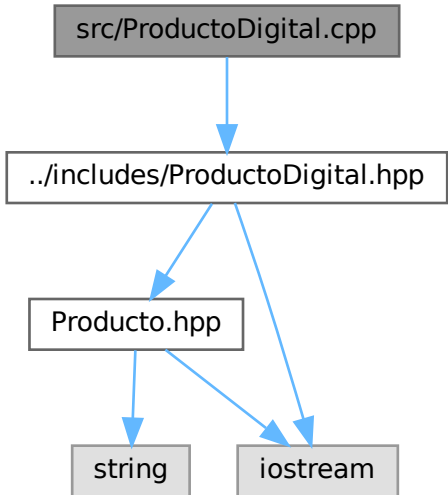 src/ProductoDigital.cpp
../includes/ProductoDigital.hpp
Producto.hpp
string
iostream